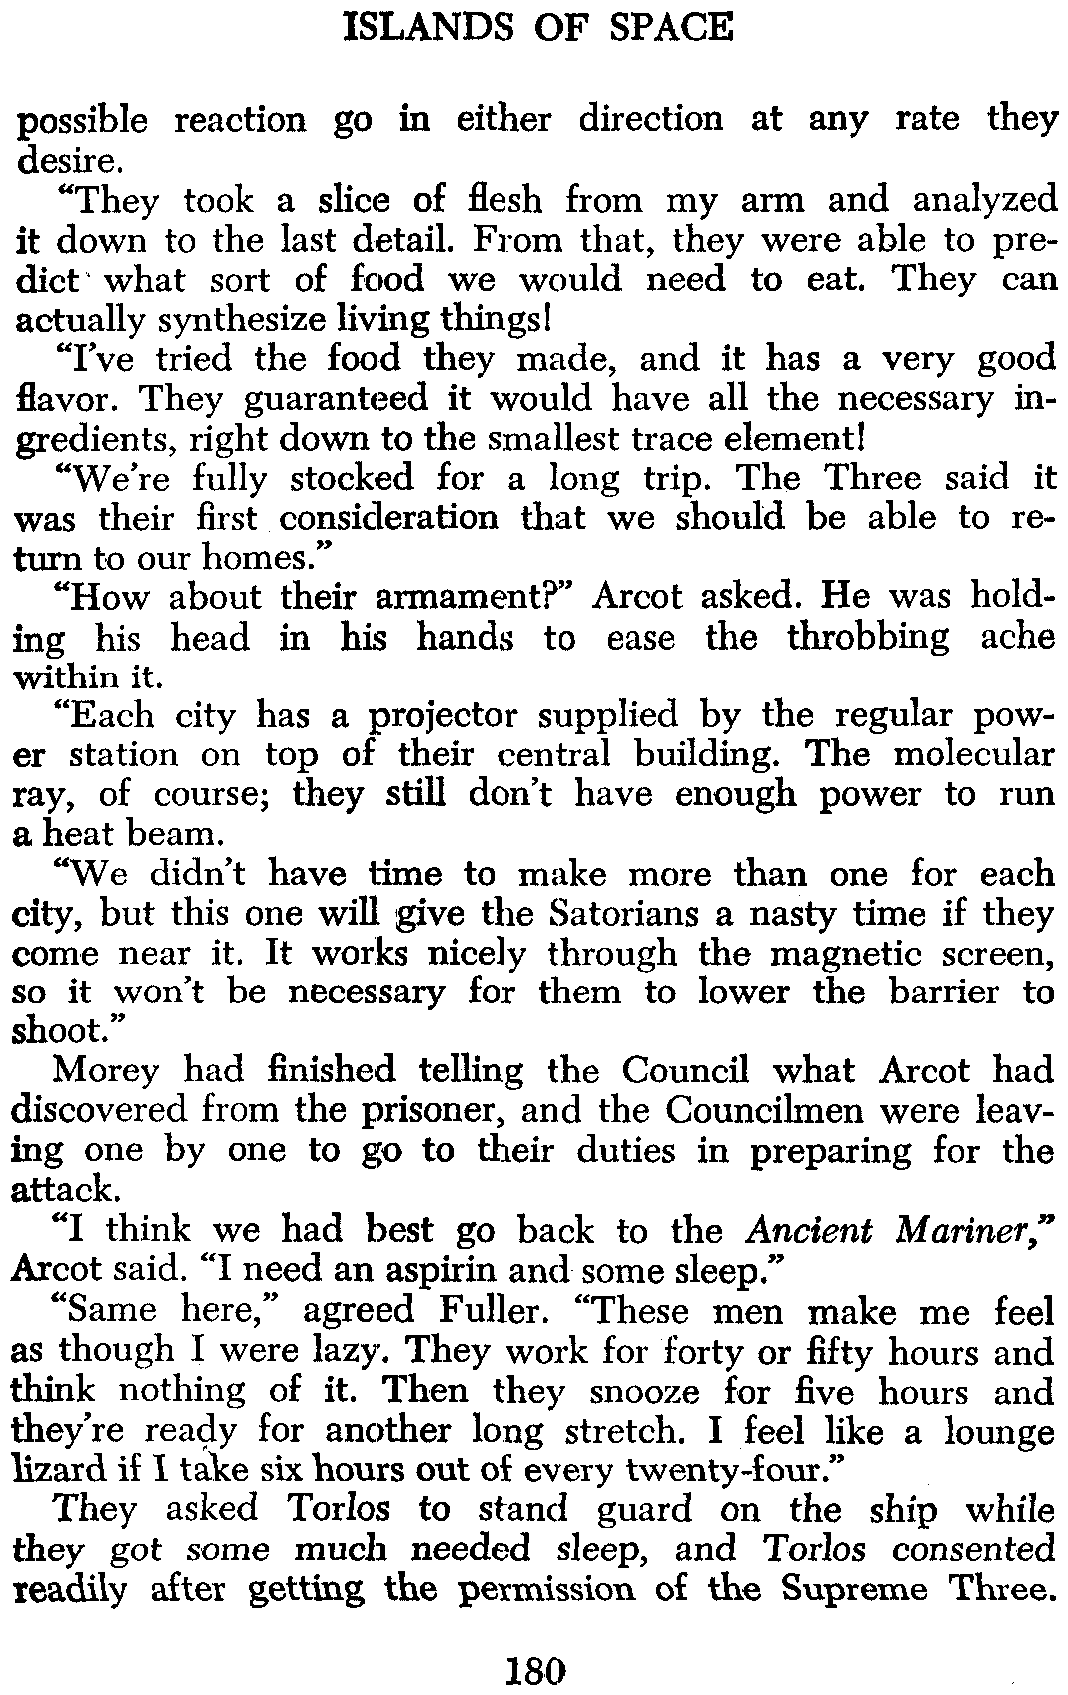 ISLANDS OF SPACE
possible reaction go in either direction at any rate they
desire.
“They took a slice of flesh from my arm and analyzed
it down to the last detail. From that, they were able to pre-
dict what sort of food we would need to eat. They can
actually synthesize living things!
“I’ve tried the food they made, and it has a very good
flavor. They guaranteed it would have all the necessary in-
gredients, right down to the smallest trace element!
“We’re fully stocked for a long trip. The Three said it
was their first consideration that we should be able to re-
turn to our homes.”
“How about their armament?” Arcot asked. He was hold-
ing his head in his hands to ease the throbbing ache
within it.
“Each city has a projector supplied by the regular pow-
er station on top of their central building. The molecular
ray, of course; they still don’t have enough power to run
a heat beam.
“We didn’t have time to make more than one for each
city, but this one will give the Satorians a nasty time if they
come near it. It works nicely through the magnetic screen,
so it won’t be necessary for them to lower the barrier to
shoot.”
Morey had finished telling the Council what Arcot had
discovered from the prisoner, and the Councilmen were leav-
ing one by one to go to their duties in preparing for the
attack.
“I think we had best go back to the Ancient Mariner,”
Arcot said. “I need an aspirin and some sleep.”
“Same here,” agreed Fuller. “These men make me feel
as though I were lazy. They work for forty or fifty hours and
think nothing of it. Then they snooze for five hours and
they’re ready for another long stretch. I feel like a lounge
lizard if I take six hours out of every twenty-four.”
They asked Torlos to stand guard on the ship while
they got some much needed sleep, and Torlos consented
readily after getting the permission of the Supreme Three.
180